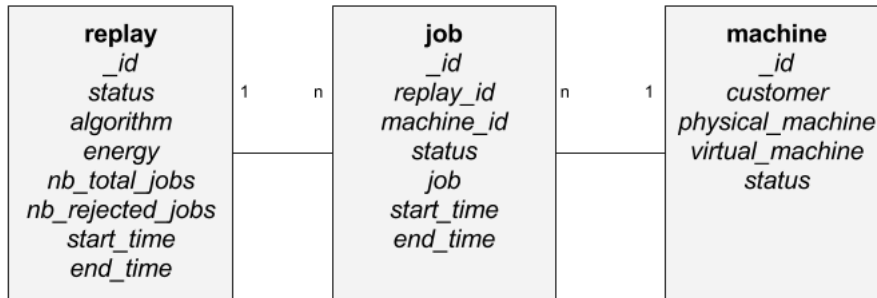 replay
_id
status
algorithm
energy
nb_total_jobs
nb_rejected_jobs
start_time
end_time
1
n
job
_id
replay_id
machine_id
status
job
start_time
end_time
n
1
machine
_id
customer
physical_machine
virtual_machine
status